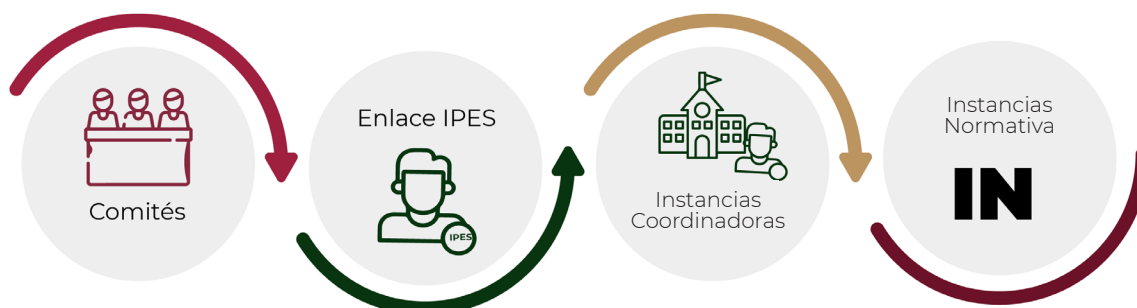 Comités
Enlace IPES
IPES
Instancias
Coordinadoras
Instancias
Normativa
IN